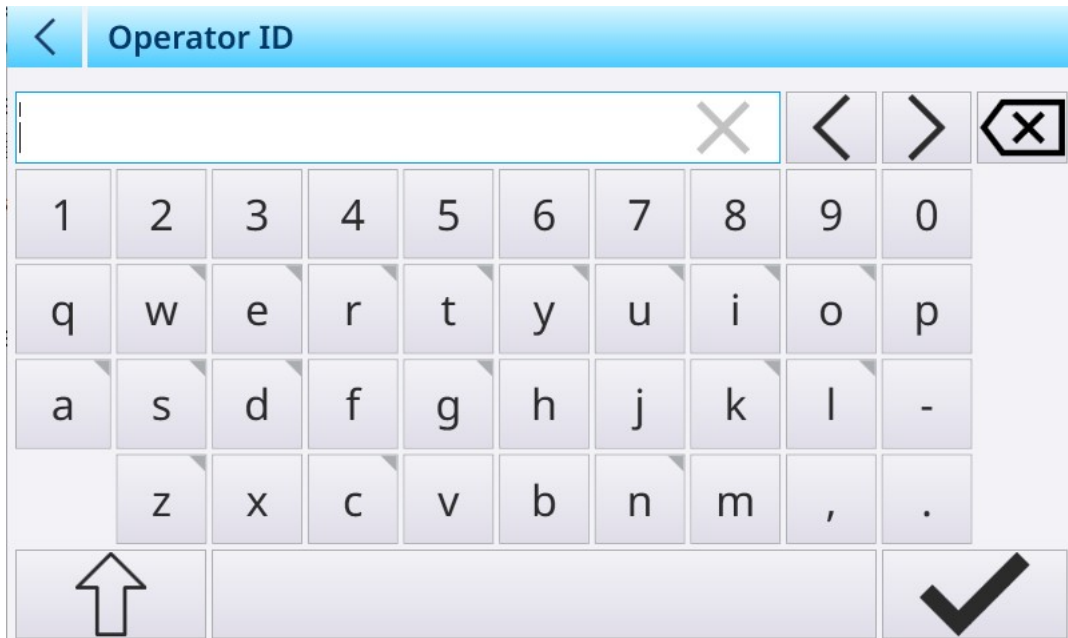 Operator ID
1 2 3 4 5 6 7 8 9 0
q w e r t y u i o p
a s d f g h j k l -
z x c v b n m , .